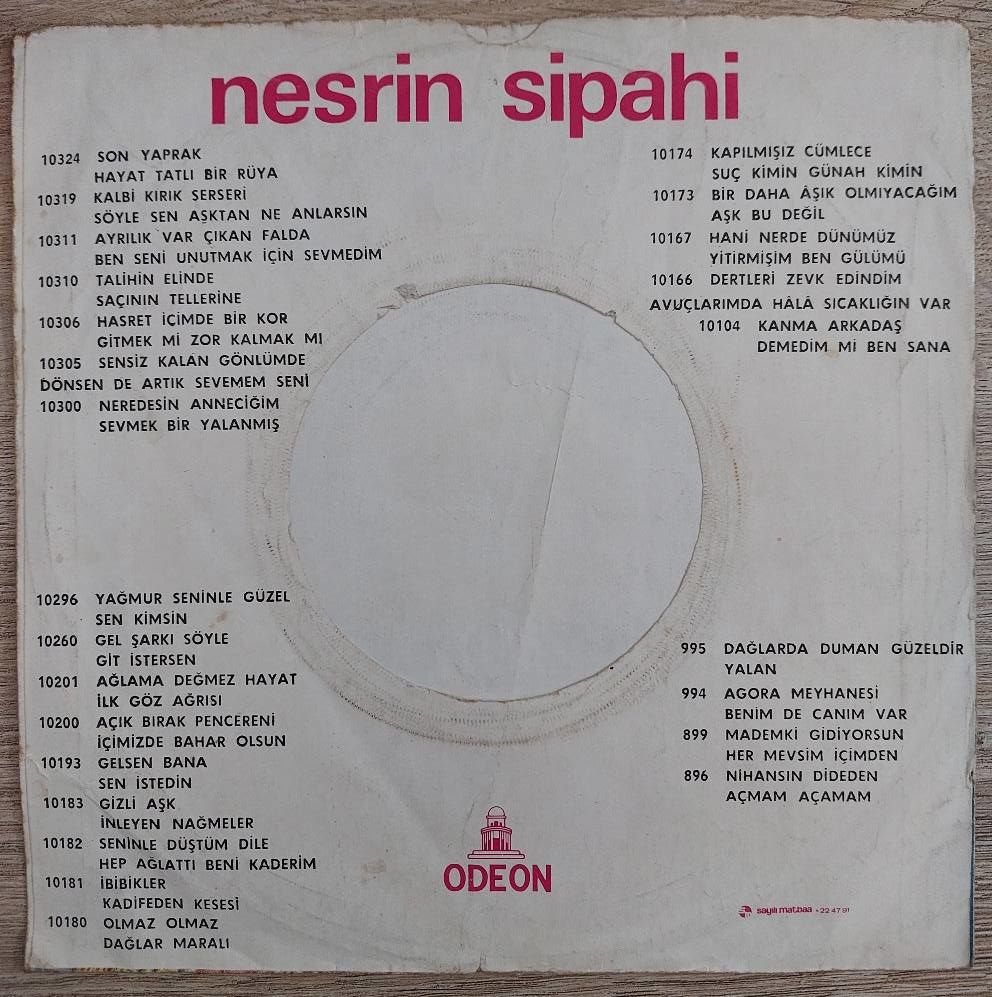 nesrin sipahi
10324 SON YAPRAK
HAYAT TATLI BİR RÜYA
10319 KALBİ KIRIK SERSERİ
SÖYLE SEN AŞKTAN NE ANLARSIN
10311 AYRILIK VAR ÇIKAN FALDA
BEN SENİ UNUTMAK İÇİN SEVMEDİM
10310 TALİHİN ELİNDE
SAÇININ TELLERİNE
10306 HASRET İÇİMDE BİR KOR
GİTMEK Mİ ZOR KALMAK MI
10305 SENSİZ KALAN GÖNLÜMDE
DÖNSEN DE ARTIK SEVEMEM SENİ
10300 NEREDESİN ANNECİĞİM
SEVMEK BİR YALANMIŞ
10296 YAĞMUR SENİNLE GÜZEL
SEN KİMSİN
10260 GEL ŞARKI SÖYLE
GİT İSTERSEN
10201 AĞLAMA DEĞMEZ HAYAT
İLK GÖZ AĞRISI
10200 AÇIK BIRAK PENCERENİ
İÇİMİZDE BAHAR OLSUN
10193 GELSEN BANA
SEN İSTEDİN
10183 GİZLİ AŞK
İNLEYEN NAĞMELER
10182 SENİNLE DÜŞTÜM DİLE
HEP AĞLATTI BENİ KADERİM
10181 İBİBİKLER
KADİFEDEN KESESİ
10180 OLMAZ OLMAZ
DAĞLAR MARALI
10174 KAPILMIŞIZ CÜMLECE
SUÇ KİMİN GÜNAH KİMİN
10173 BİR DAHA ÂŞIK OLMIYACAĞIM
AŞK BU DEĞİL
10167 HANİ NERDE DÜNÜMÜZ
YİTİRMİŞİM BEN GÜLÜMÜ
10166 DERTLERİ ZEVK EDİNDİM
AVUÇLARIMDA HÂLÂ SICAKLIĞIN VAR
10104 KANMA ARKADAŞ
DEMEDİM Mİ BEN SANA
995 DAĞLARDA DUMAN GÜZELDİR
YALAN
994 AGORA MEYHANEŞİ
BENİM DE CANIM VAR
899 MADEMKİ GİDİYORSUN
HER MEVSİM İÇİMDEN
896 NİHANSIN DİDEDEN
AÇMAM AÇAMAM
ODEON
sayılı matbaa • 22 47 91